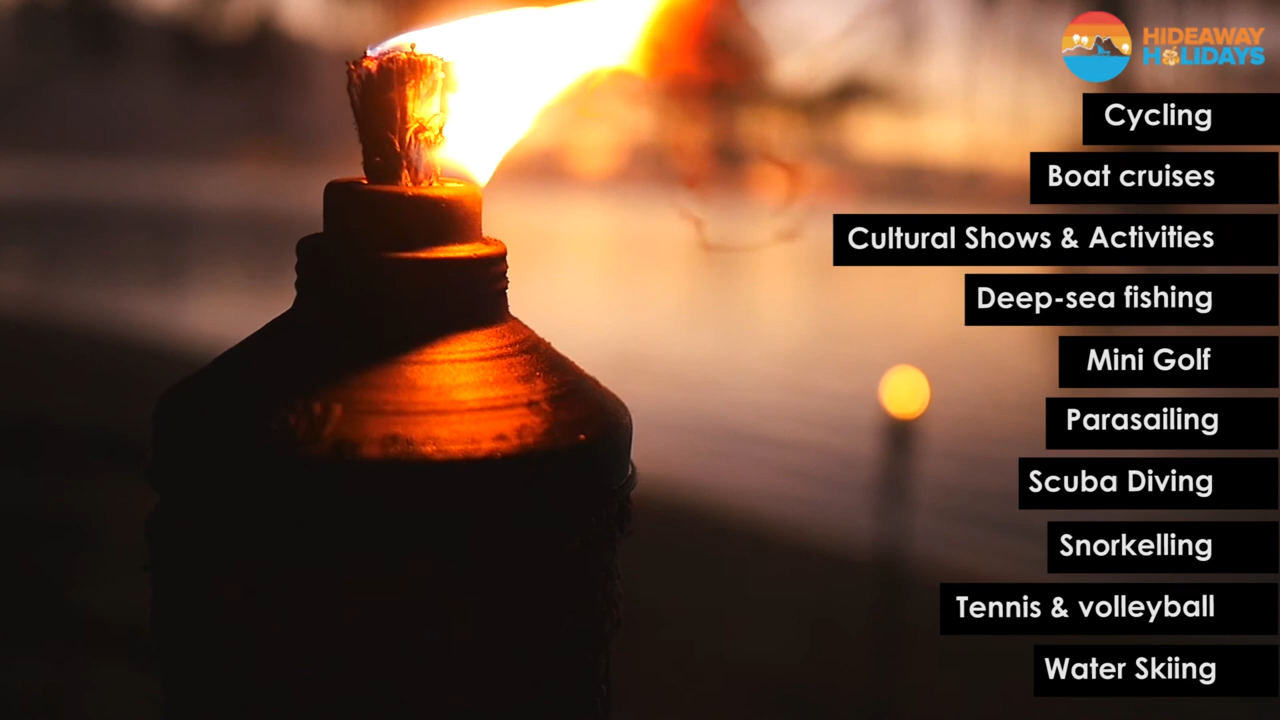 HIDEAWAY
HOLIDAYS
Cycling
Boat cruises
Cultural Shows & Activities
Deep-sea fishing
Mini Golf
Parasailing
Scuba Diving
Snorkelling
Tennis & volleyball
Water Skiing